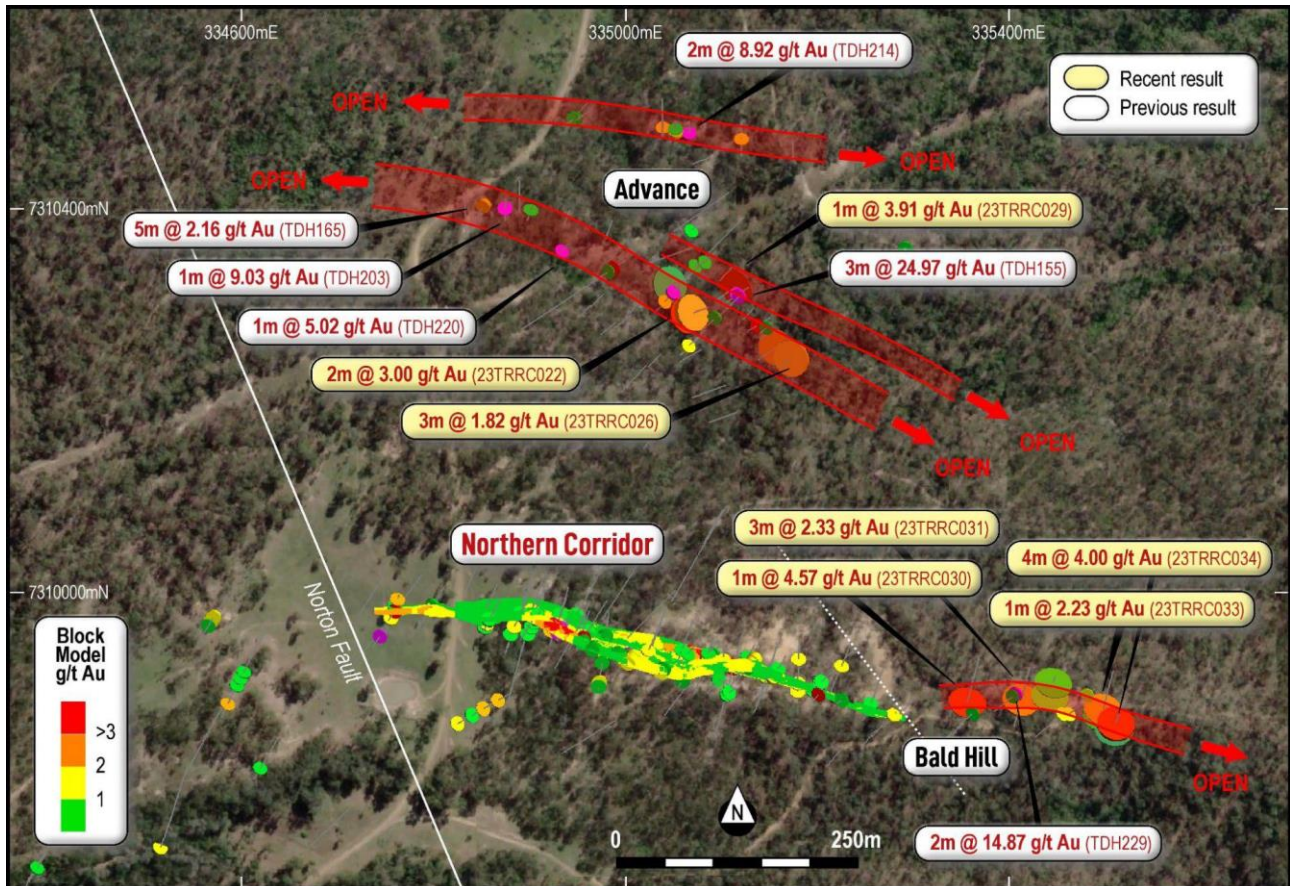 334600mE
335000mE
335400mE
2m @ 8.92 g/t Au (TDH214)
Recent result
Previous result
OPEN
OPEN
Advance
OPEN
7310400mN
1m @ 3.91 g/t Au (23TRRC029)
5m @ 2.16 g/t Au (TDH165)
3m @ 24.97 g/t Au (TDH155)
1m @ 9.03 g/t Au (TDH203)
1m @ 5.02 g/t Au (TDH220)
2m @ 3.00 g/t Au (23TRRC022)
3m @ 1.82 g/t Au (23TRRC026)
OPEN
OPEN
Northern Corridor
3m @ 2.33 g/t Au (23TRRC031)
4m @ 4.00 g/t Au (23TRRC034)
1m @ 4.57 g/t Au (23TRRC030)
1m @ 2.23 g/t Au (23TRRC033)
7310000mN
Norton Fault
Block
Model
g/t Au
>3
2
1
Bald Hill
OPEN
N
0 250m
2m @ 14.87 g/t Au (TDH229)